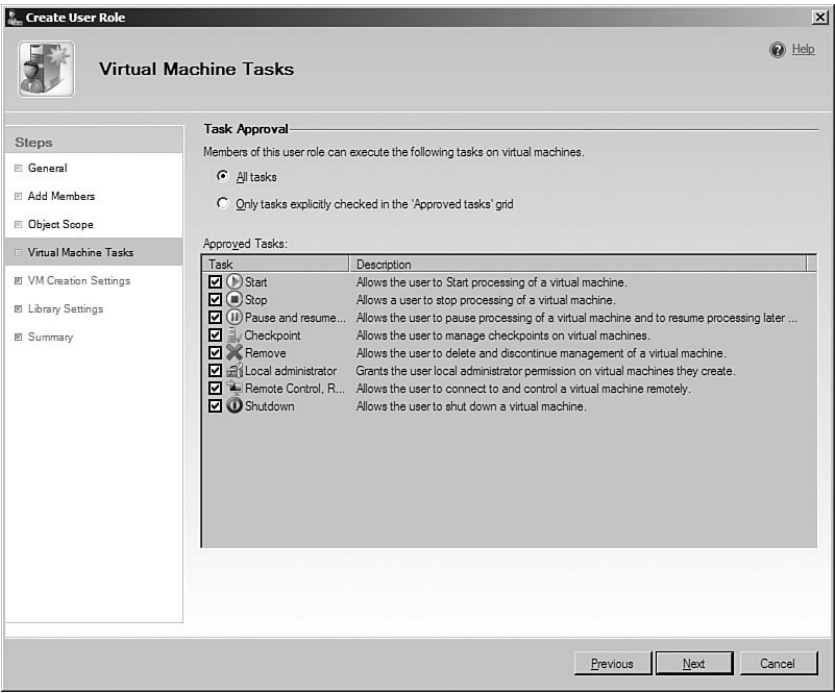 Create User Role
Help
Virtual Machine Tasks
Steps
General
Add Members
Object Scope
Virtual Machine Tasks
VM Creation Settings
Library Settings
Summary
Task Approval
Members of this user role can execute the following tasks on virtual machines.
All tasks
Only tasks explicitly checked in the 'Approved tasks' grid
Approved Tasks:
Task Description
Start Allows the user to Start processing of a virtual machine.
Stop Allows a user to stop processing of a virtual machine.
Pause and resume... Allows the user to pause processing of a virtual machine and to resume processing later ...
Checkpoint Allows the user to manage checkpoints on virtual machines.
Remove Allows the user to delete and discontinue management of a virtual machine.
Local administrator Grants the user local administrator permission on virtual machines they create.
Remote Control, R... Allows the user to connect to and control a virtual machine remotely.
Shutdown Allows the user to shut down a virtual machine.
Previous Next Cancel